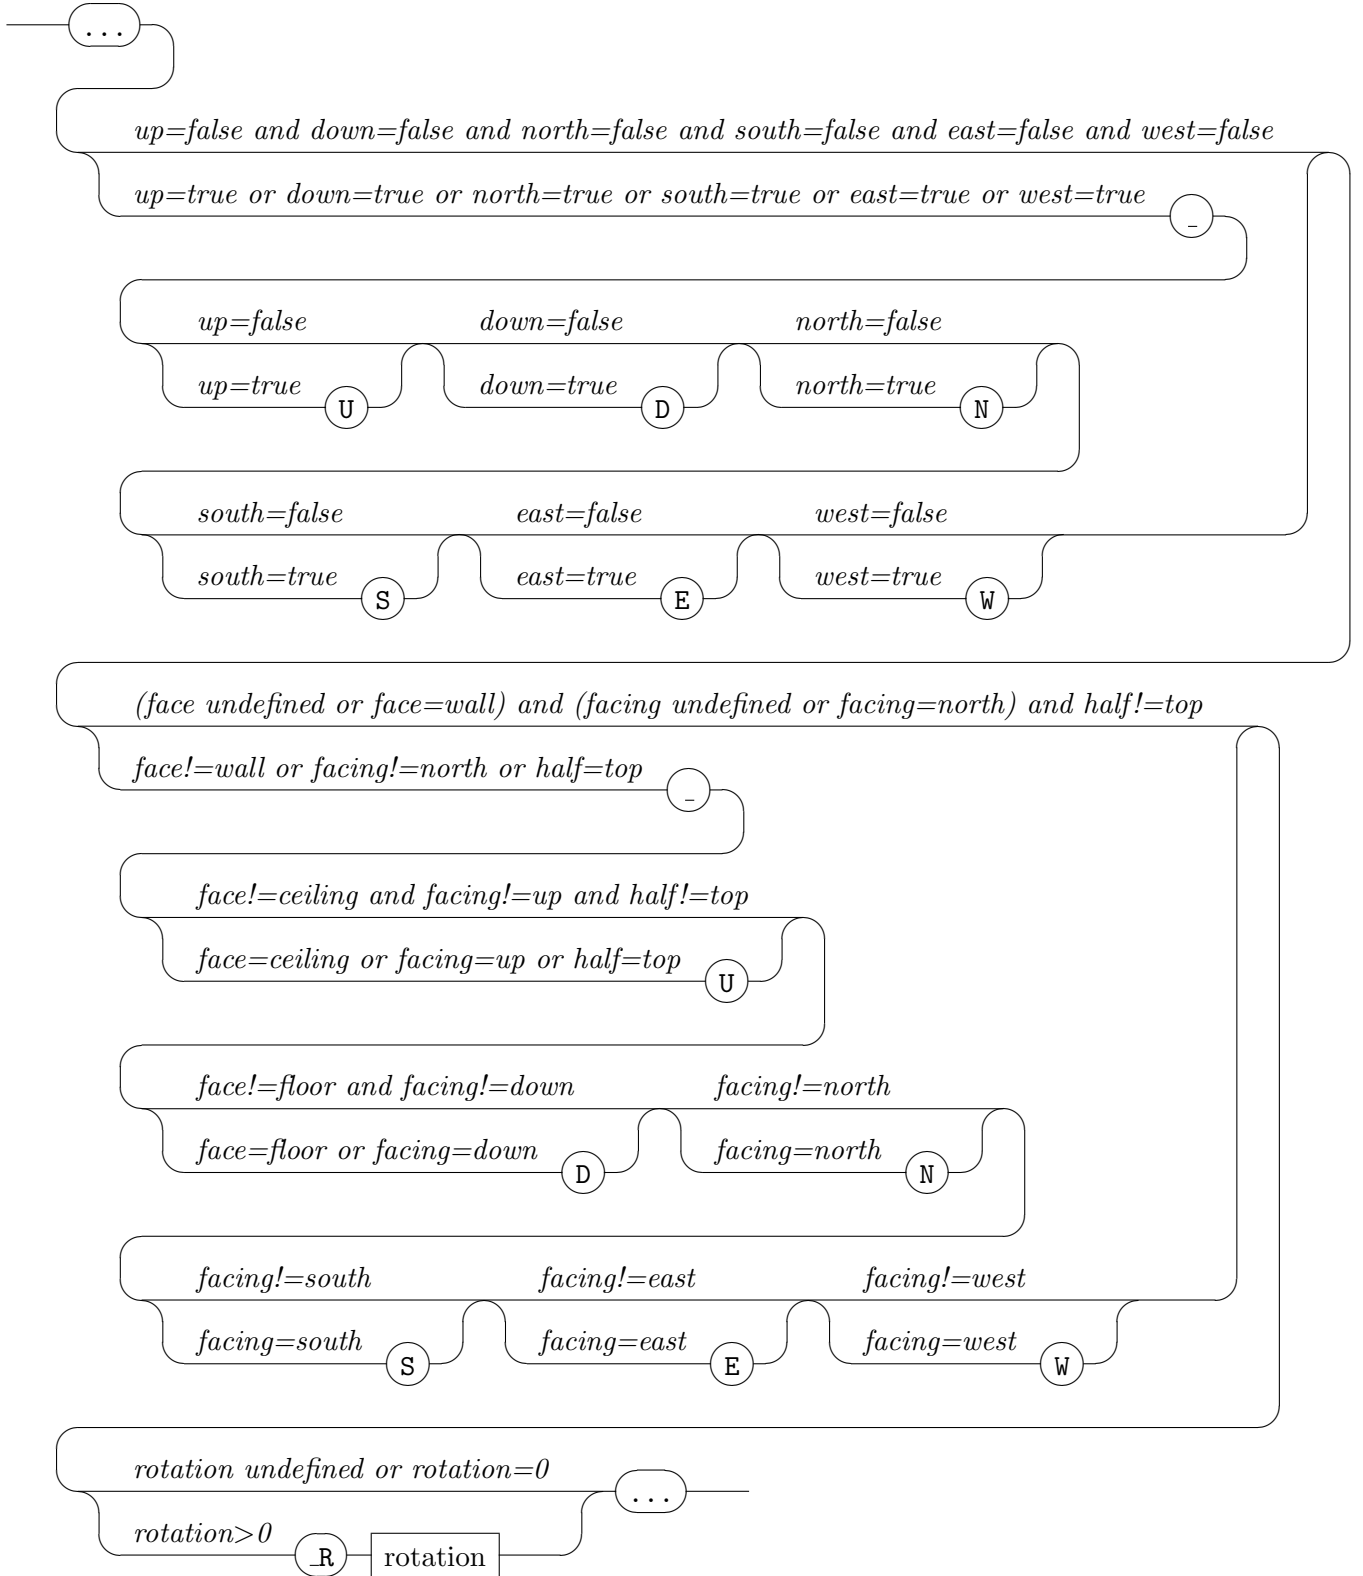 ...
up=false and down=false and north=false and south=false and east=false and west=false
up=true or down=true or north=true or south=true or east=true or west=true _
up=false down=false north=false
up=true U down=true D north=true N
south=false east=false west=false
south=true S east=true E west=true W
(face undefined or face=wall) and (facing undefined or facing=north) and half!=top
face!=wall or facing!=north or half=top _
face!=ceiling and facing!=up and half!=top
face=ceiling or facing=up or half=top U
face!=floor and facing!=down facing!=north
face=floor or facing=down D facing=north N
facing!=south facing!=east facing!=west
facing=south S facing=east E facing=west W
rotation undefined or rotation=0 ...
rotation>0 _R rotation